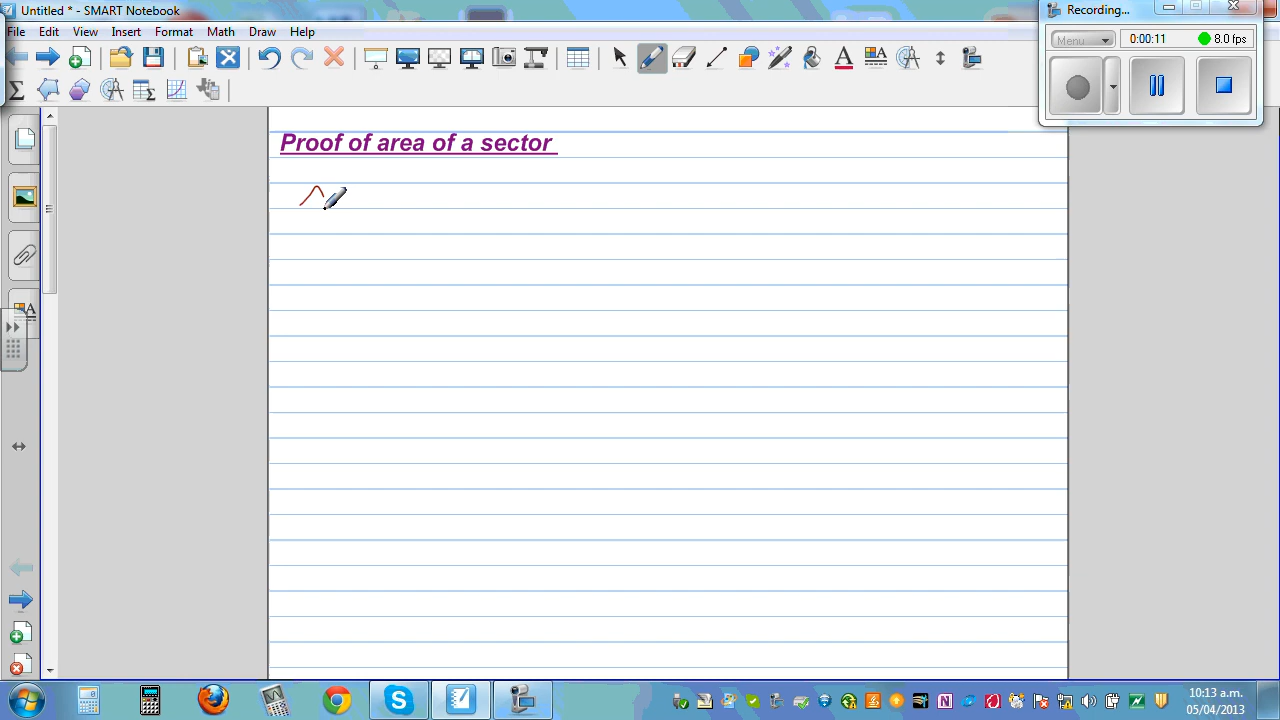 Untitled * - SMART Notebook
Recording...
File Edit View Insert Format Math Draw Help
Menu 0:00:11 8.0 fps
Proof of area of a sector
10:13 a.m.
05/04/2013